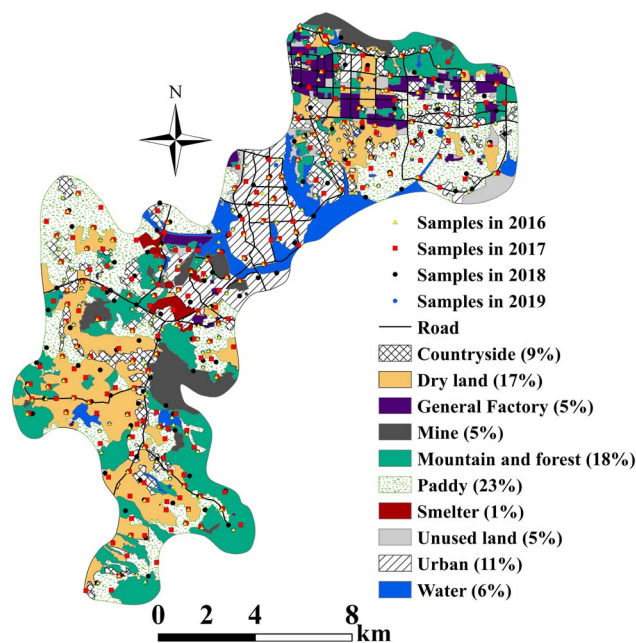 N
Samples in 2016
Samples in 2017
Samples in 2018
Samples in 2019
Road
Countryside (9%)
Dry land (17%)
General Factory (5%)
Mine (5%)
Mountain and forest (18%)
Paddy (23%)
Smelter (1%)
Unused land (5%)
Urban (11%)
Water (6%)
0 2 4 8
km